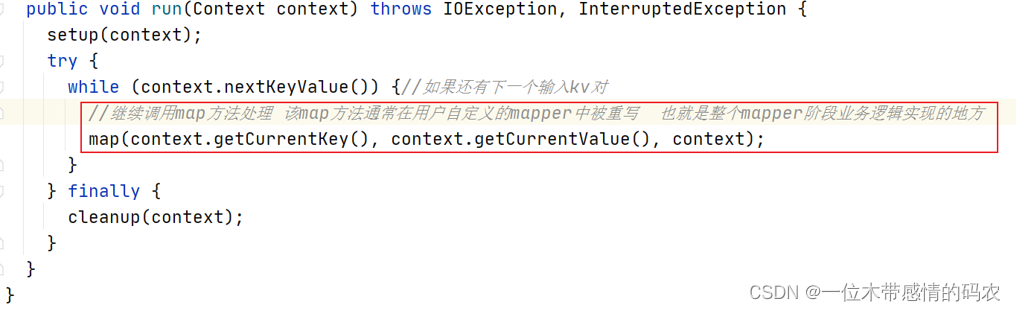 public void run(Context context) throws IOException, InterruptedException {
setup(context);
try {
while (context.nextKeyValue()) {//如果还有下一个输入kv对
//继续调用map方法处理 该map方法通常在用户自定义的mapper中被重写  也就是整个mapper阶段业务逻辑实现的地方
map(context.getCurrentKey(), context.getCurrentValue(), context);
}
} finally {
cleanup(context);
}
}
}
CSDN @一位木带感情的码农